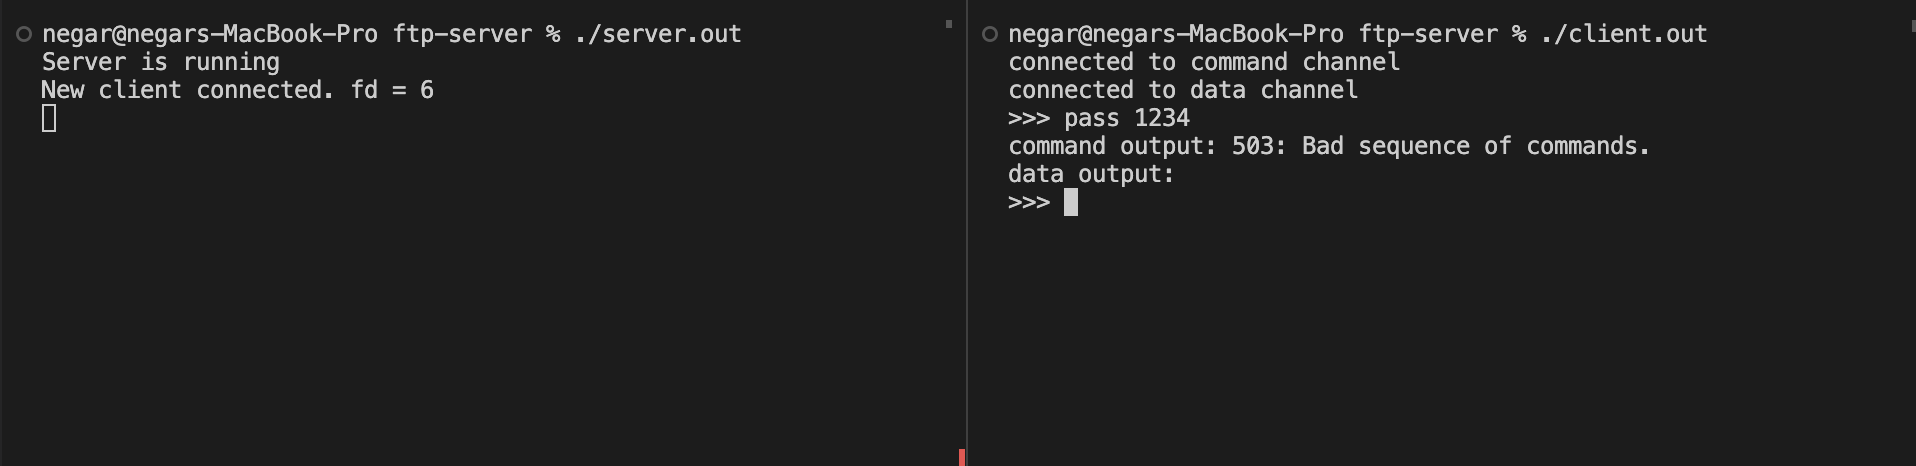 negar@negars-MacBook-Pro ftp-server % ./server.out
Server is running
New client connected. fd = 6
negar@negars-MacBook-Pro ftp-server % ./client.out
connected to command channel
connected to data channel
>>> pass 1234
command output: 503: Bad sequence of commands.
data output:
>>>